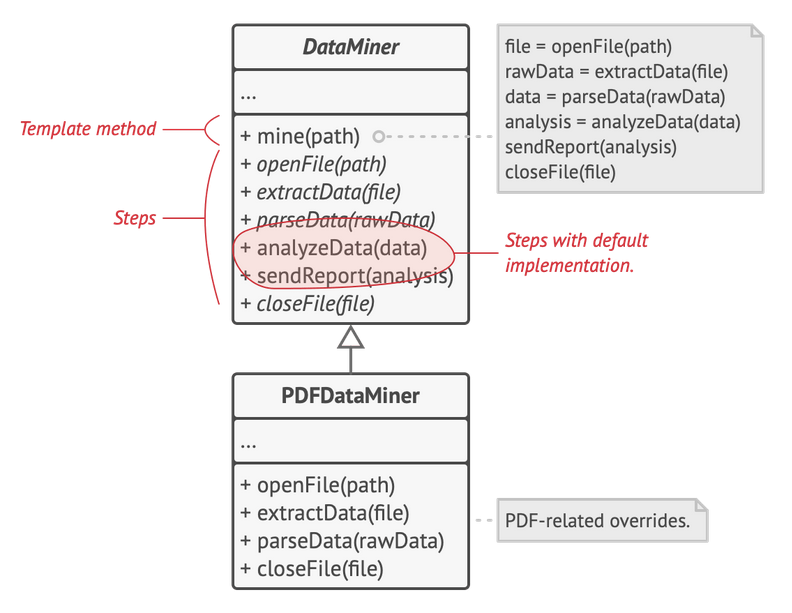 DataMiner
...
Template method
+ mine(path)
+ openFile(path)
+ extractData(file)
Steps
+ parseData(rawData)
+ analyzeData(data)
+ sendReport(analysis)
+ closeFile(file)
file = openFile(path)
rawData = extractData(file)
data = parseData(rawData)
analysis = analyzeData(data)
sendReport(analysis)
closeFile(file)
Steps with default
implementation.
PDFDataMiner
...
+ openFile(path)
+ extractData(file)
+ parseData(rawData)
+ closeFile(file)
PDF-related overrides.